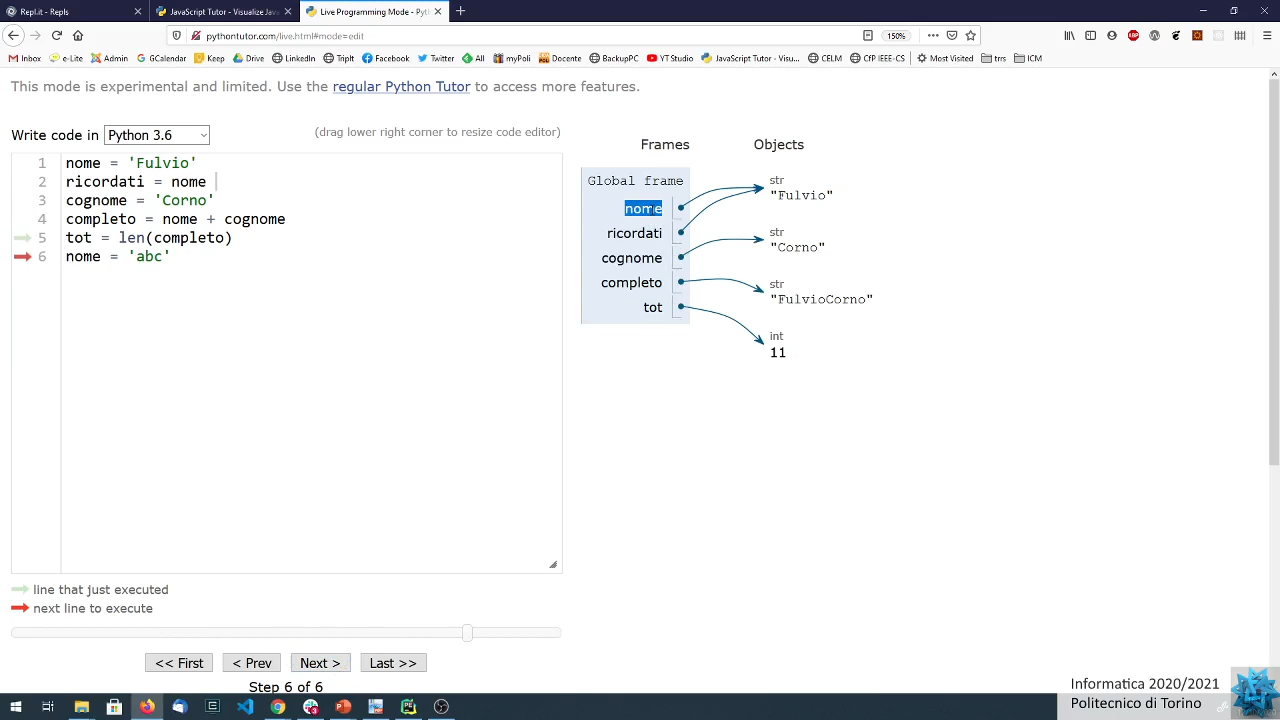 Repl.it - Repls
JavaScript Tutor - Visualize Java
Live Programming Mode - Pyt
pythontutor.com/live.html#mode=edit
150%
Inbox
e-Lite
Admin
GCalendar
Keep
Drive
LinkedIn
TripIt
Facebook
Twitter
All
myPoli
Docente
BackupPC
YT Studio
JavaScript Tutor - Visu...
CELM
CfP IEEE-CS
Most Visited
trrs
ICM
This mode is experimental and limited. Use the regular Python Tutor to access more features.
Write code in Python 3.6
(drag lower right corner to resize code editor)
1 nome = 'Fulvio'
2 ricordati = nome
3 cognome = 'Corno'
4 completo = nome + cognome
5 tot = len(completo)
6 nome = 'abc'
Frames
Objects
Global frame
nome
ricordati
cognome
completo
tot
str
"Fulvio"
str
"Corno"
str
"FulvioCorno"
int
11
line that just executed
next line to execute
<< First
< Prev
Next >
Last >>
Step 6 of 6
Informatica 2020/2021
Politecnico di Torino